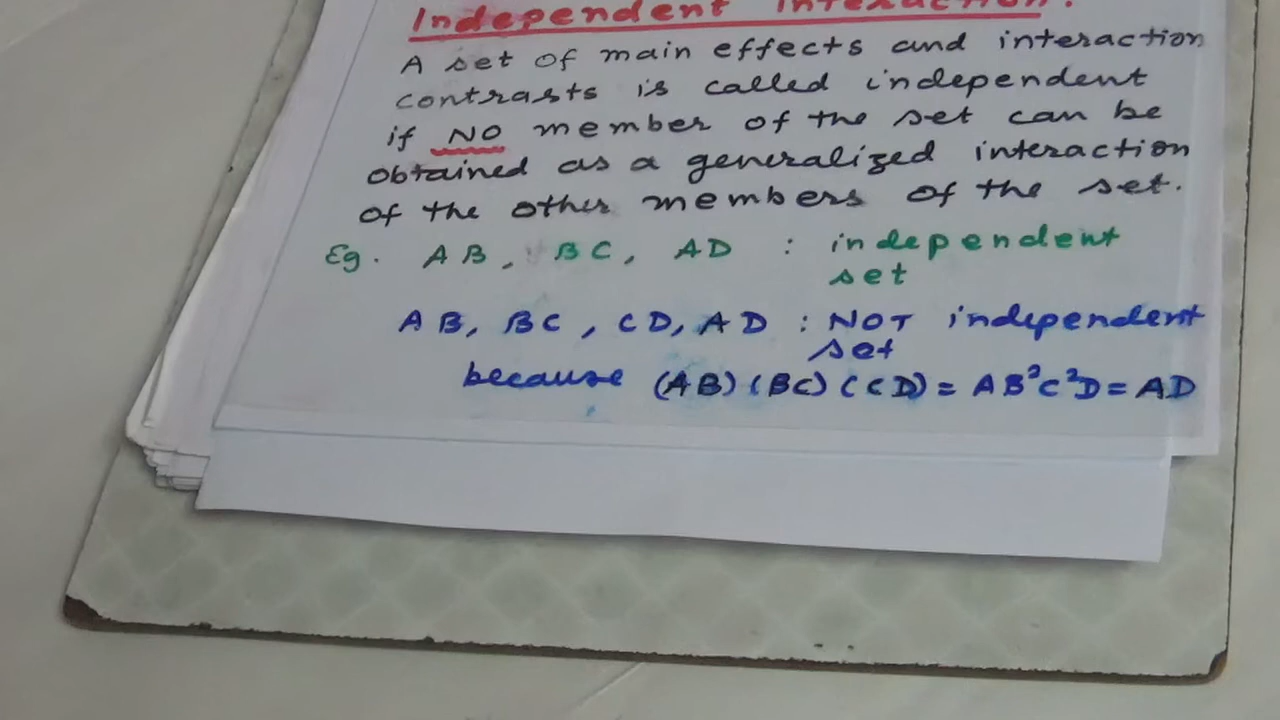 Independent Interaction:
A set of main effects and interaction
contrasts is called independent
if NO member of the set can be
obtained as a generalized interaction
of the other members of the set.
Eg. AB, BC, AD : independent
set
AB, BC, CD, AD : NOT independent
set
because (AB)(BC)(CD) = AB²C²D = AD